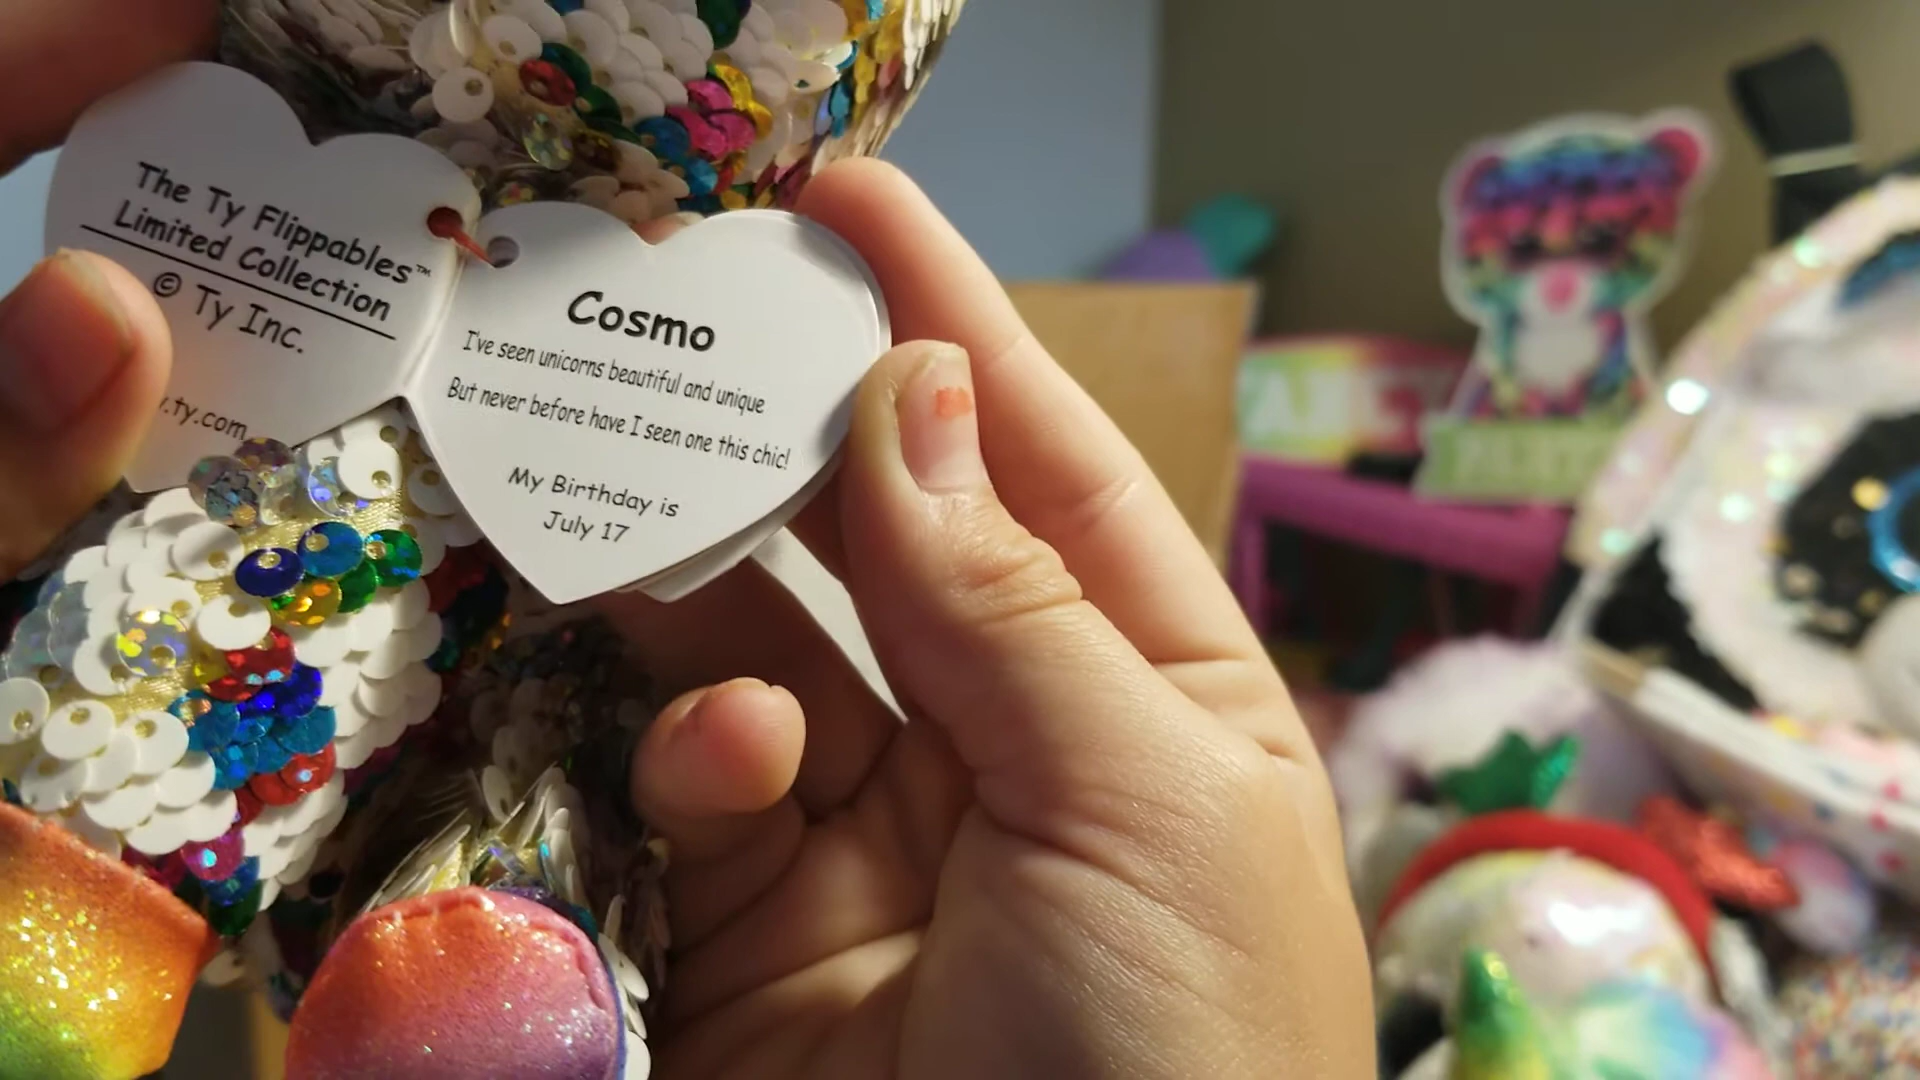 The Ty Flippables™
Limited Collection
© Ty Inc.
.ty.com
Cosmo
I've seen unicorns beautiful and unique
But never before have I seen one this chic!
My Birthday is
July 17